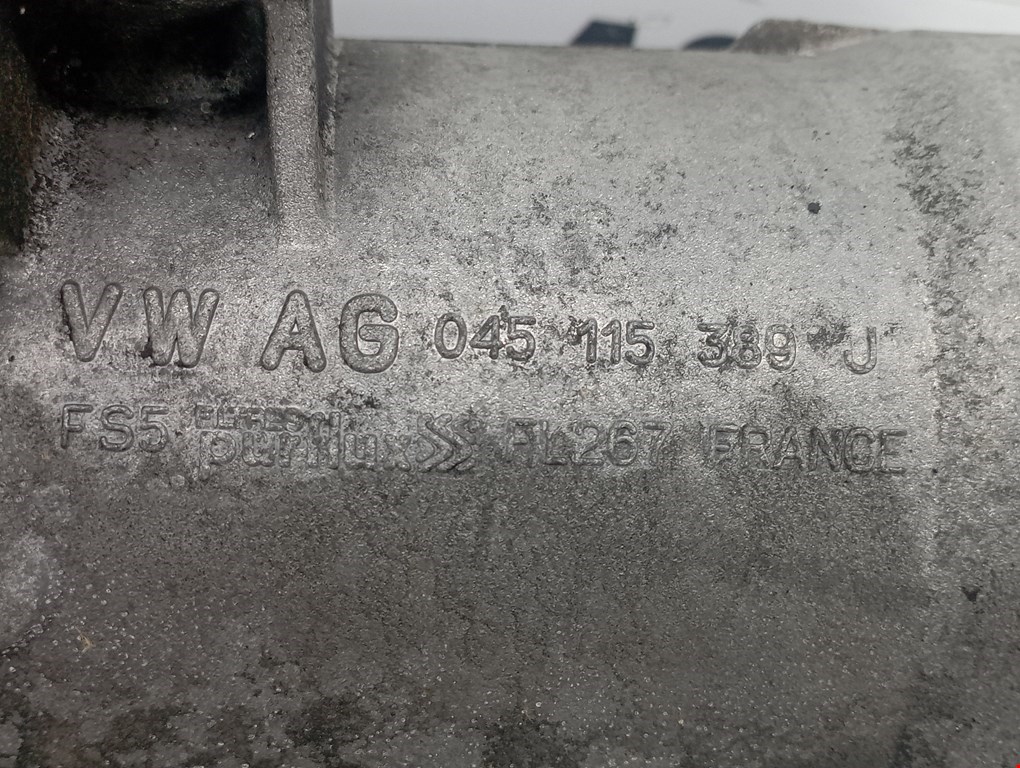 VW AG 045 115 389 J
FS5 purflux FL267 FRANCE